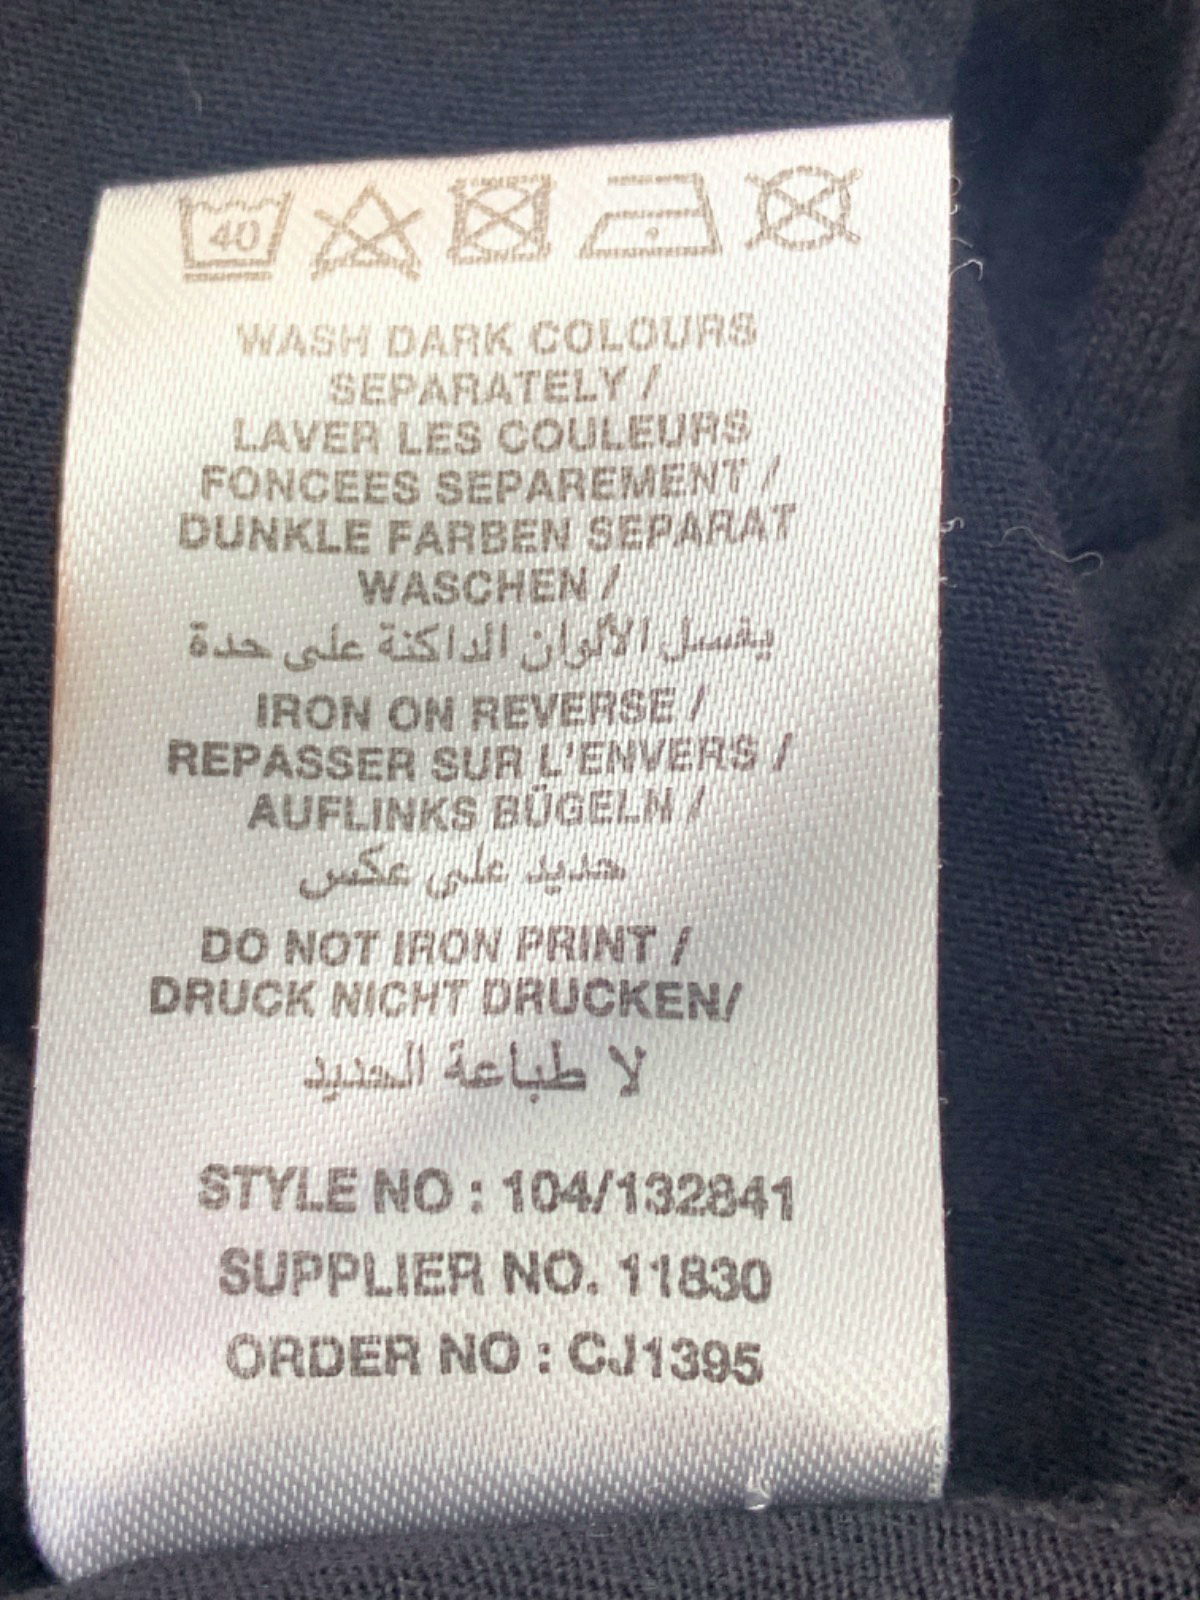 40
WASH DARK COLOURS
SEPARATELY /
LAVER LES COULEURS
FONCEES SEPAREMENT /
DUNKLE FARBEN SEPARAT
WASCHEN /
يغسل الألوان الداكنة على حدة
IRON ON REVERSE /
REPASSER SUR L'ENVERS /
AUFLINKS BÜGELN /
حديد على عكس
DO NOT IRON PRINT /
DRUCK NICHT DRUCKEN/
لا طباعة الحديد
STYLE NO : 104/132841
SUPPLIER NO. 11830
ORDER NO : CJ1395